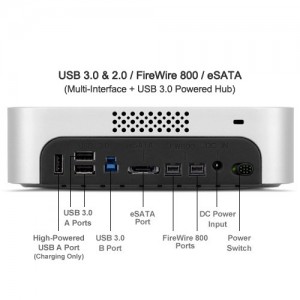 USB 3.0 & 2.0 / FireWire 800 / eSATA
(Multi-Interface + USB 3.0 Powered Hub)
USB 3.0
A Ports
eSATA
Port
DC Power
Input
High-Powered
USB A Port
(Charging Only)
USB 3.0
B Port
FireWire 800
Ports
Power
Switch